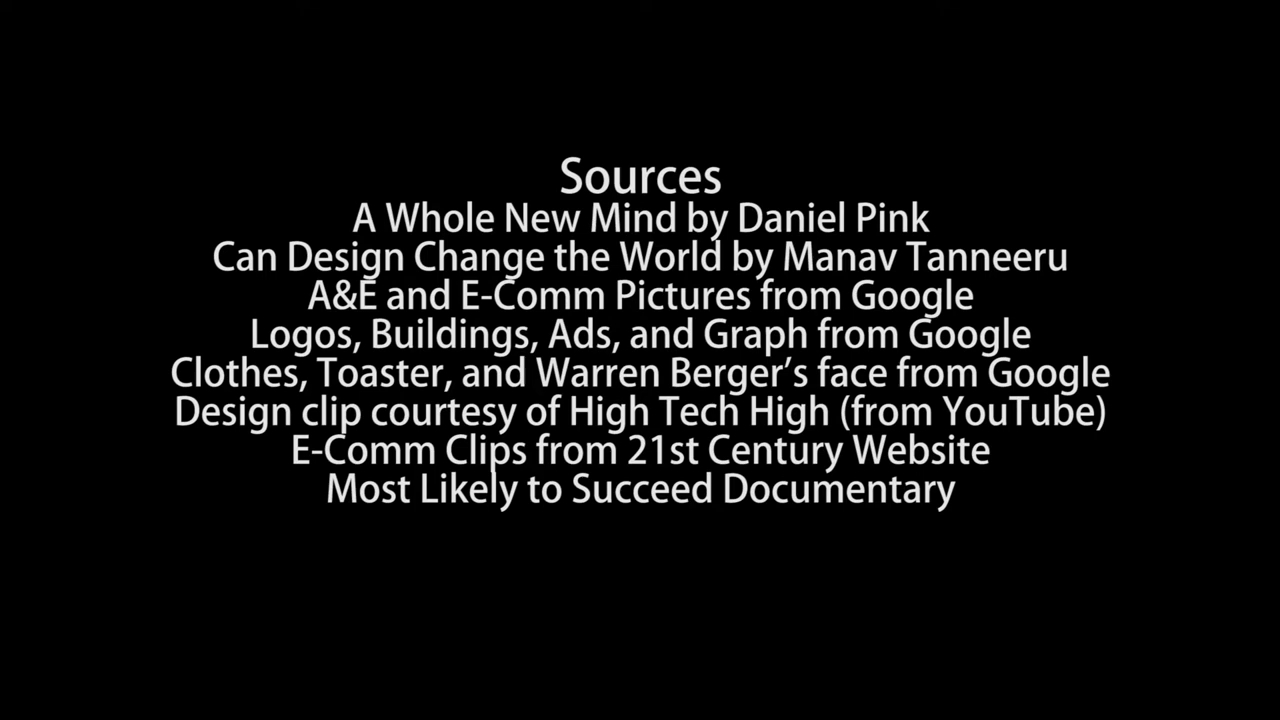 Sources
A Whole New Mind by Daniel Pink
Can Design Change the World by Manav Tanneeru
A&E and E-Comm Pictures from Google
Logos, Buildings, Ads, and Graph from Google
Clothes, Toaster, and Warren Berger’s face from Google
Design clip courtesy of High Tech High (from YouTube)
E-Comm Clips from 21st Century Website
Most Likely to Succeed Documentary